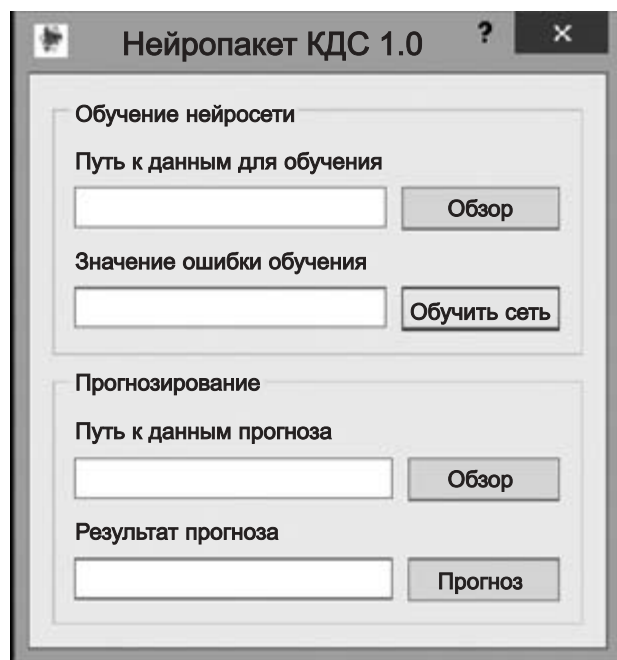 Нейропакет КДС 1.0 ? ×
Обучение нейросети
Путь к данным для обучения
Обзор
Значение ошибки обучения
Обучить сеть
Прогнозирование
Путь к данным прогноза
Обзор
Результат прогноза
Прогноз